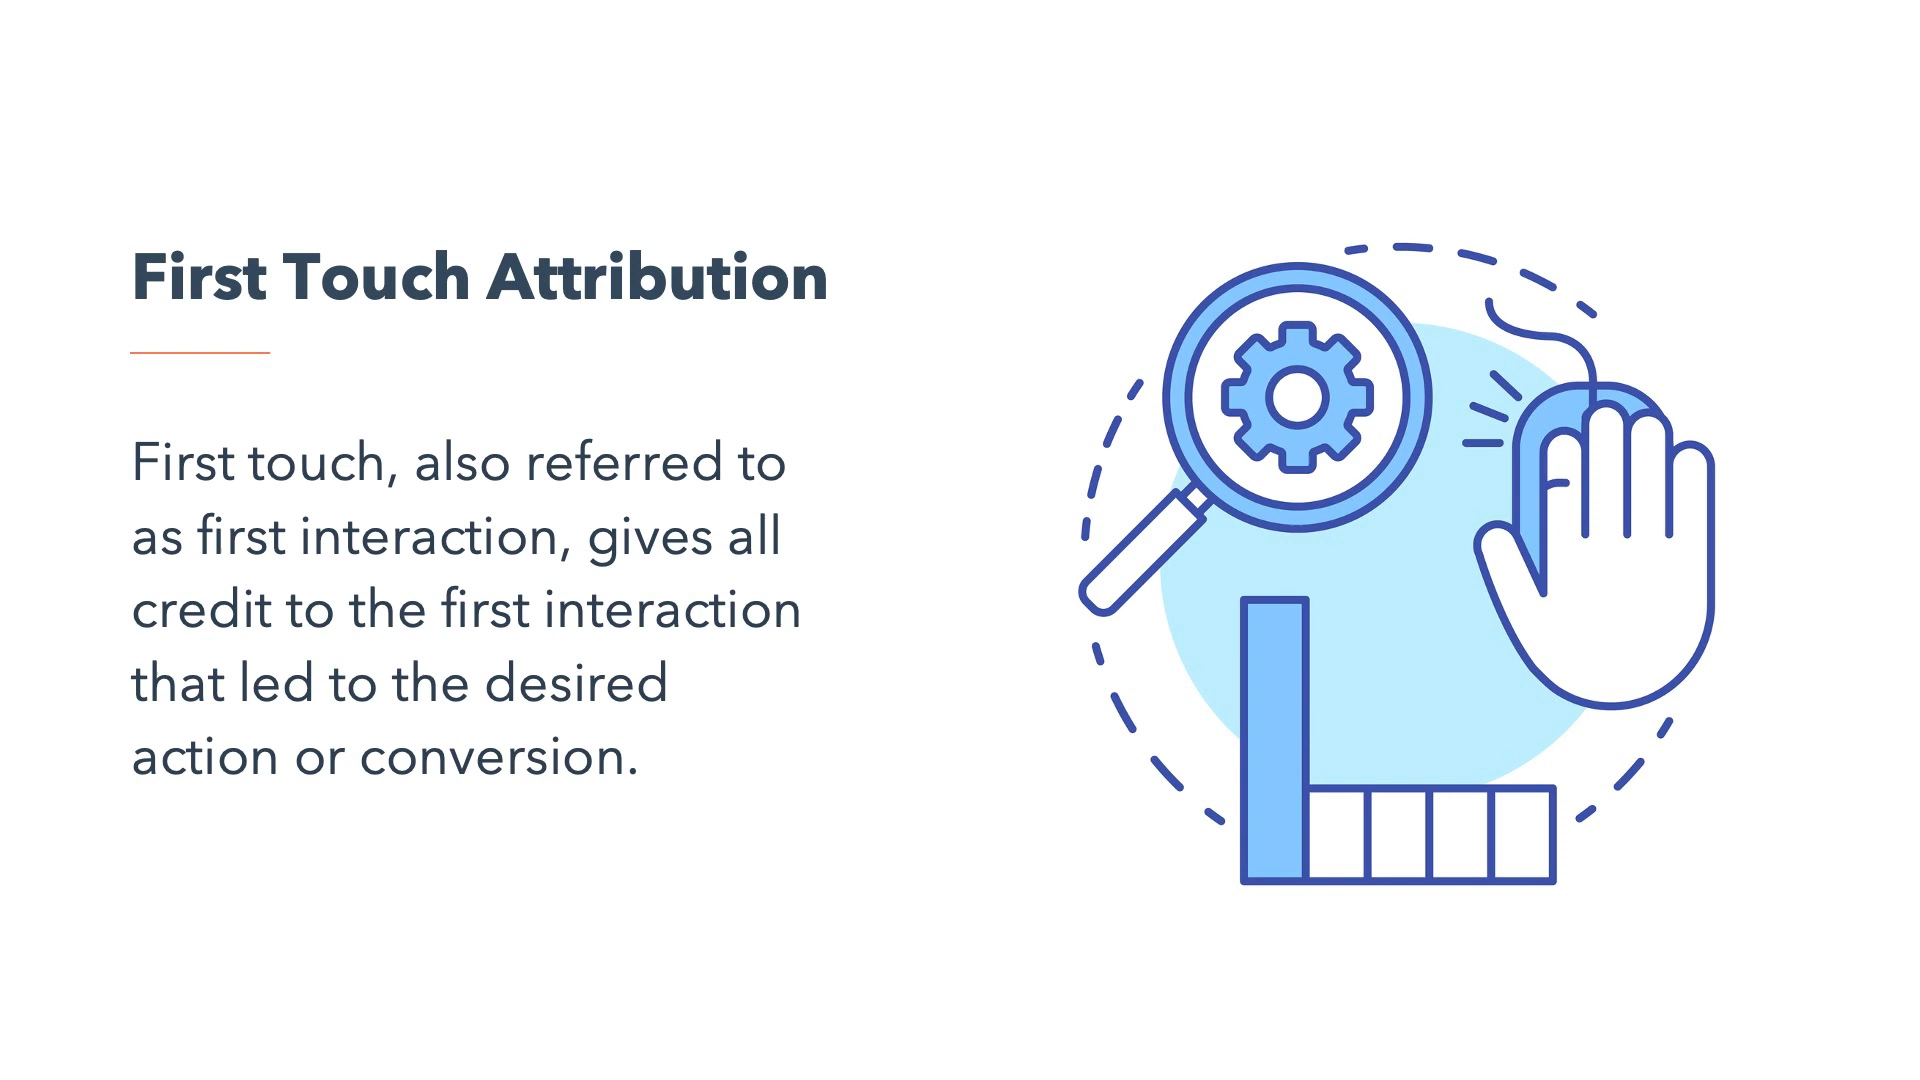 First Touch Attribution
First touch, also referred to
as first interaction, gives all
credit to the first interaction
that led to the desired
action or conversion.